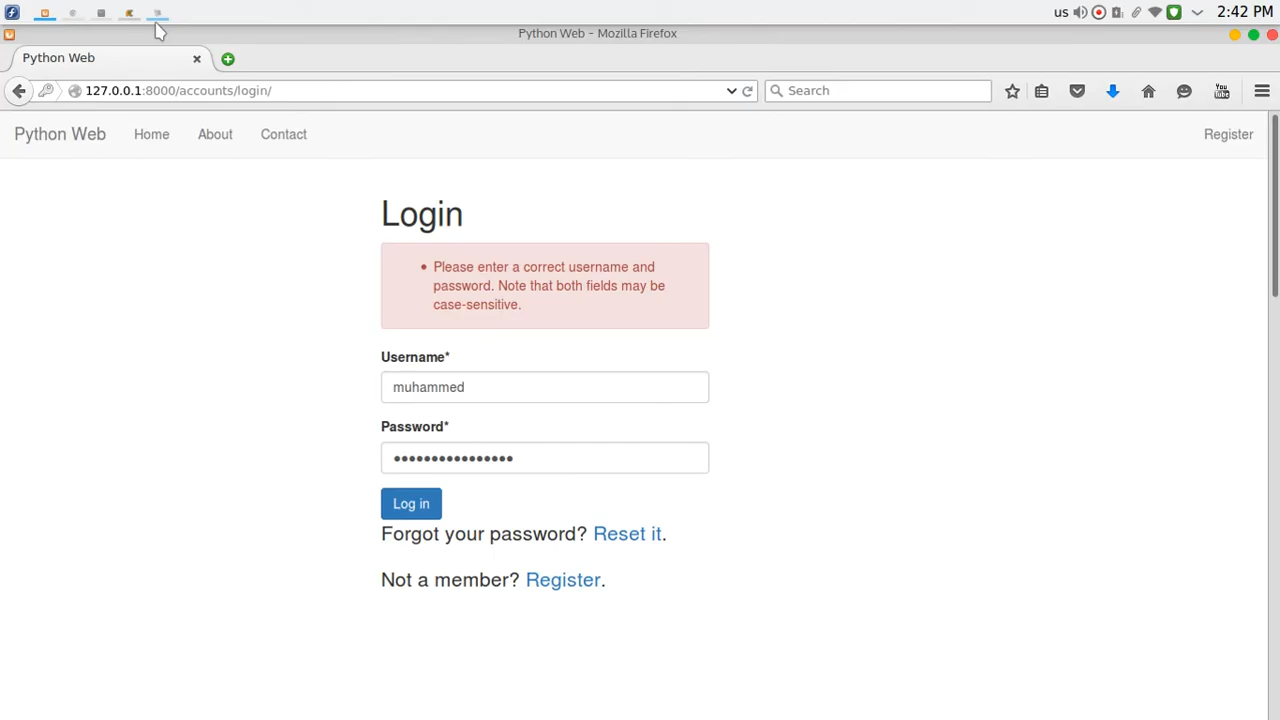 us 2:42 PM
Python Web - Mozilla Firefox
Python Web
127.0.0.1:8000/accounts/login/ Search You Tube
Python Web Home About Contact Register
Login
• Please enter a correct username and
password. Note that both fields may be
case-sensitive.
Username*
muhammed
Password*
••••••••••••••••
Log in
Forgot your password? Reset it.
Not a member? Register.